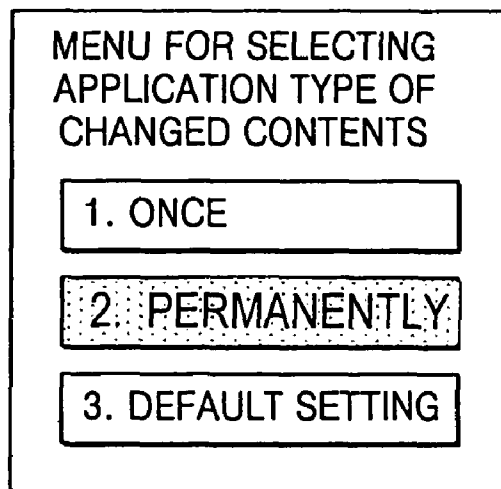 MENU FOR SELECTING
APPLICATION TYPE OF
CHANGED CONTENTS
1. ONCE
2. PERMANENTLY
3. DEFAULT SETTING